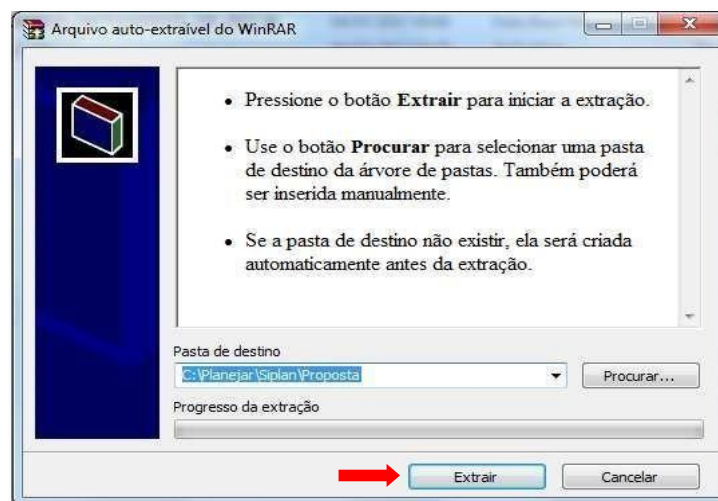 Arquivo auto-extraível do WinRAR
• Pressione o botão Extrair para iniciar a extração.
• Use o botão Procurar para selecionar uma pasta
de destino da árvore de pastas. Também poderá
ser inserida manualmente.
• Se a pasta de destino não existir, ela será criada
automaticamente antes da extração.
Pasta de destino
C:\Planejar\Siplan\Proposta
Procurar...
Progresso da extração
Extrair
Cancelar